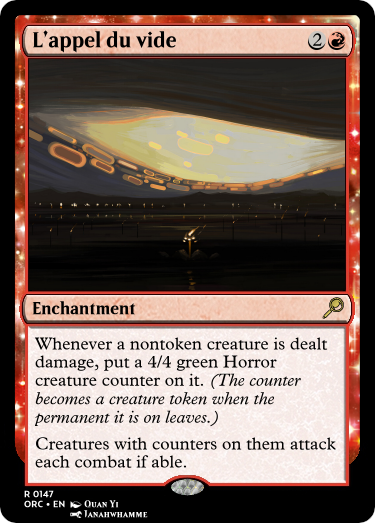 L'appel du vide
2
Enchantment
Whenever a nontoken creature is dealt
damage, put a 4/4 green Horror
creature counter on it. (The counter
becomes a creature token when the
permanent it is on leaves.)
Creatures with counters on them attack
each combat if able.
R 0147
ORC • EN Quan Yi
Janahwhamme